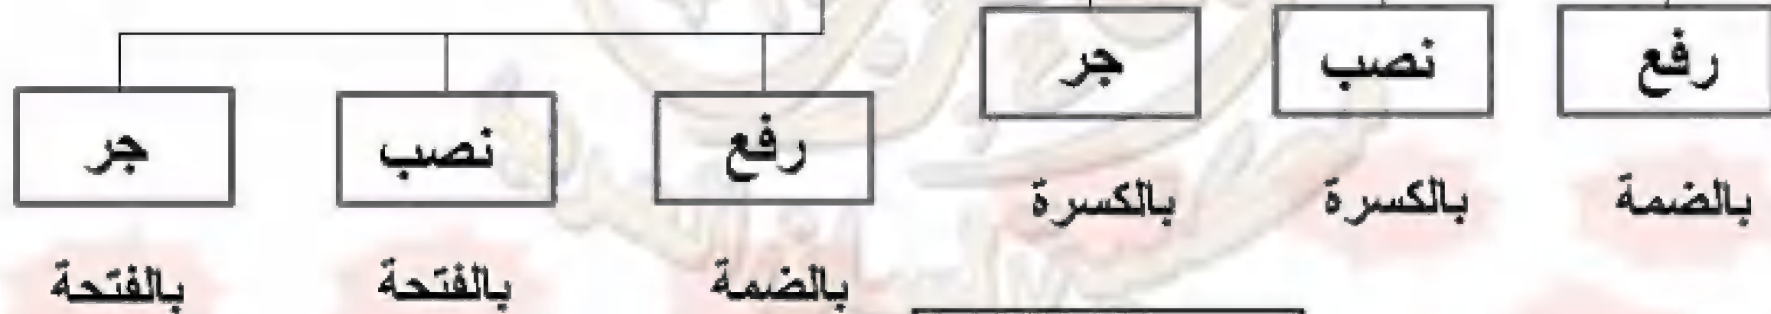 رفع نصب جر
بالضمة بالكسرة بالكسرة
رفع نصب جر
بالضمة بالفتحة بالفتحة